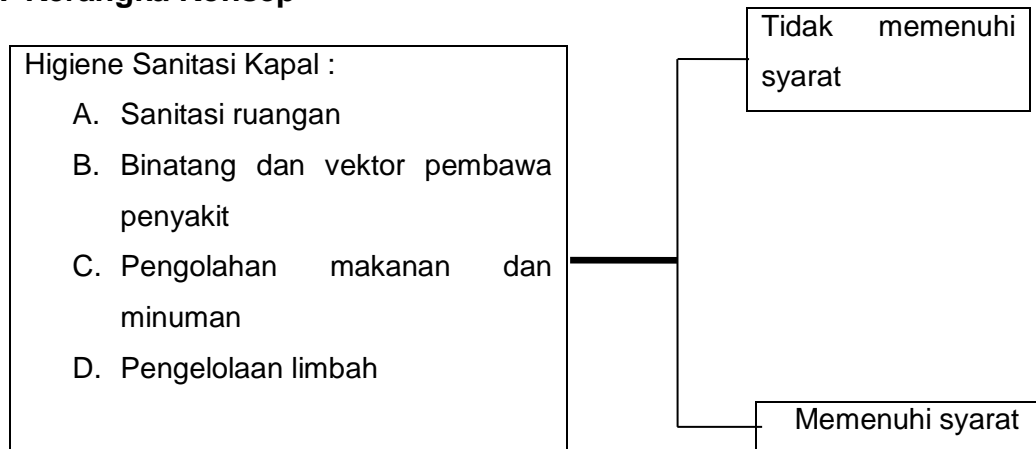 Higiene Sanitasi Kapal :
A. Sanitasi ruangan
B. Binatang dan vektor pembawa
penyakit
C. Pengolahan makanan dan
minuman
D. Pengelolaan limbah
Tidak memenuhi
syarat
Memenuhi syarat